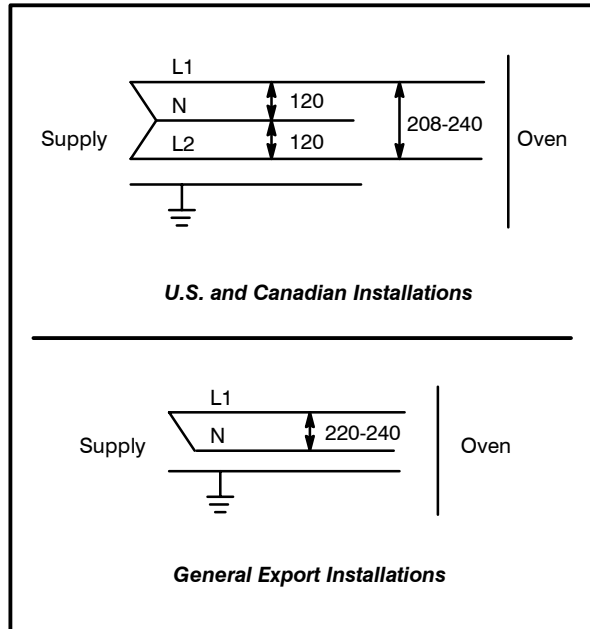 L1
N
120
L2
120
208-240
Supply
Oven
U.S. and Canadian Installations
L1
N
220-240
Supply
Oven
General Export Installations